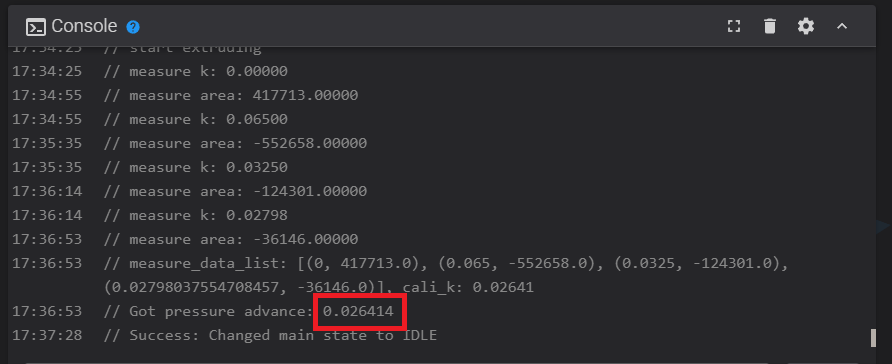 Console
17:34:25 // start extruding
17:34:25 // measure k: 0.00000
17:34:55 // measure area: 417713.00000
17:34:55 // measure k: 0.06500
17:35:35 // measure area: -552658.00000
17:35:35 // measure k: 0.03250
17:36:14 // measure area: -124301.00000
17:36:14 // measure k: 0.02798
17:36:53 // measure area: -36146.00000
17:36:53 // measure_data_list: [(0, 417713.0), (0.065, -552658.0), (0.0325, -124301.0),
(0.02798037554708457, -36146.0)], cali_k: 0.02641
17:36:53 // Got pressure advance: 0.026414
17:37:28 // Success: Changed main state to IDLE